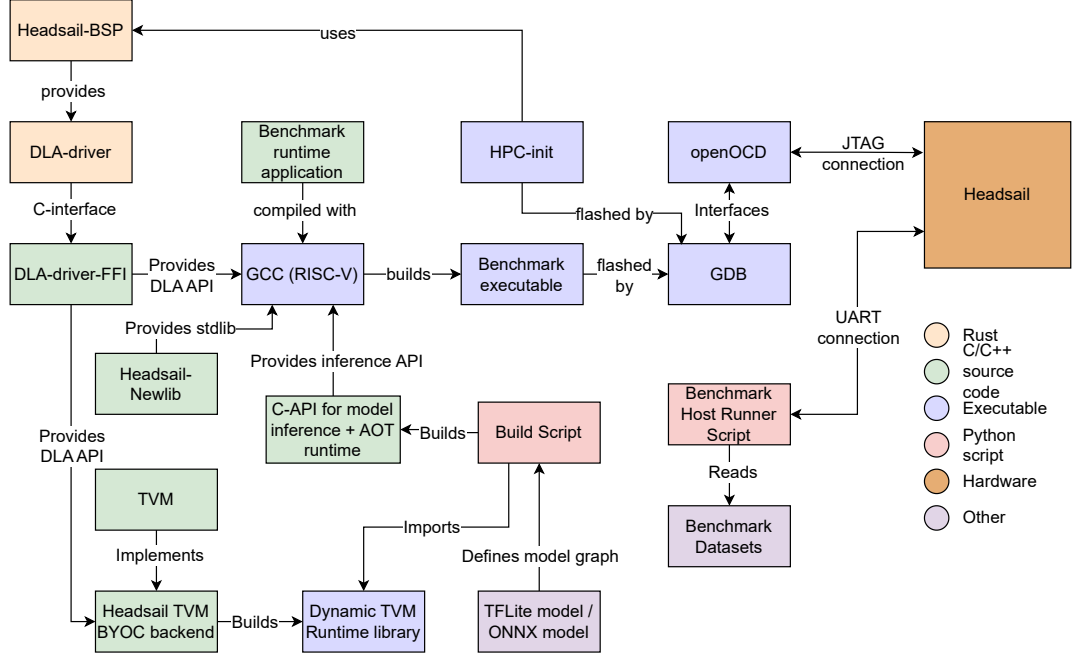 Headsail-BSP
uses
provides
DLA-driver
Benchmark
runtime
application
HPC-init
openOCD
JTAG
connection
Headsail
C-interface
compiled with
flashed by
Interfaces
DLA-driver-FFI
Provides
DLA API
GCC (RISC-V)
builds
Benchmark
executable
flashed
by
GDB
Provides stdlib
Headsail-
Newlib
Provides inference API
UART
connection
C-API for model
inference + AOT
runtime
Builds
Build Script
Benchmark
Host Runner
Script
Reads
Benchmark
Datasets
Provides
DLA API
TVM
Implements
Imports
Defines model graph
Headsail TVM
BYOC backend
Builds
Dynamic TVM
Runtime library
TFLite model /
ONNX model
Rust
C/C++
source
code
Executable
Python
script
Hardware
Other